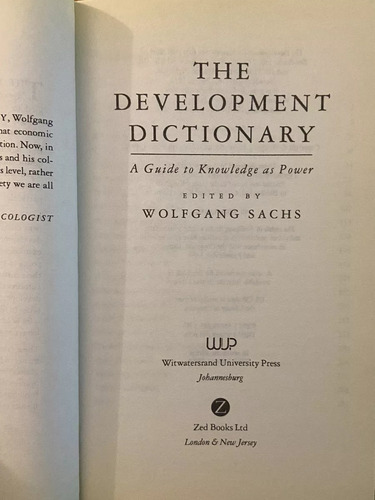 Y, Wolfgang
hat economic
tion. Now, in
s and his col-
s level, rather
ety we are all
COLOGIST
THE
DEVELOPMENT
DICTIONARY
A Guide to Knowledge as Power
EDITED BY
WOLFGANG SACHS
WUP
Witwatersrand University Press
Johannesburg
Z
Zed Books Ltd
London & New Jersey